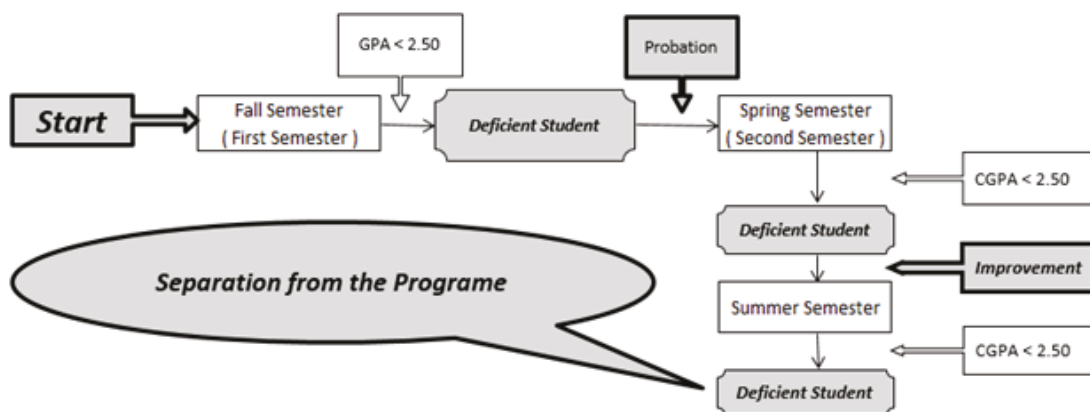 GPA < 2.50
Probation
Start
Fall Semester
( First Semester )
Deficient Student
Spring Semester
( Second Semester )
CGPA < 2.50
Deficient Student
Improvement
Separation from the Programe
Summer Semester
CGPA < 2.50
Deficient Student